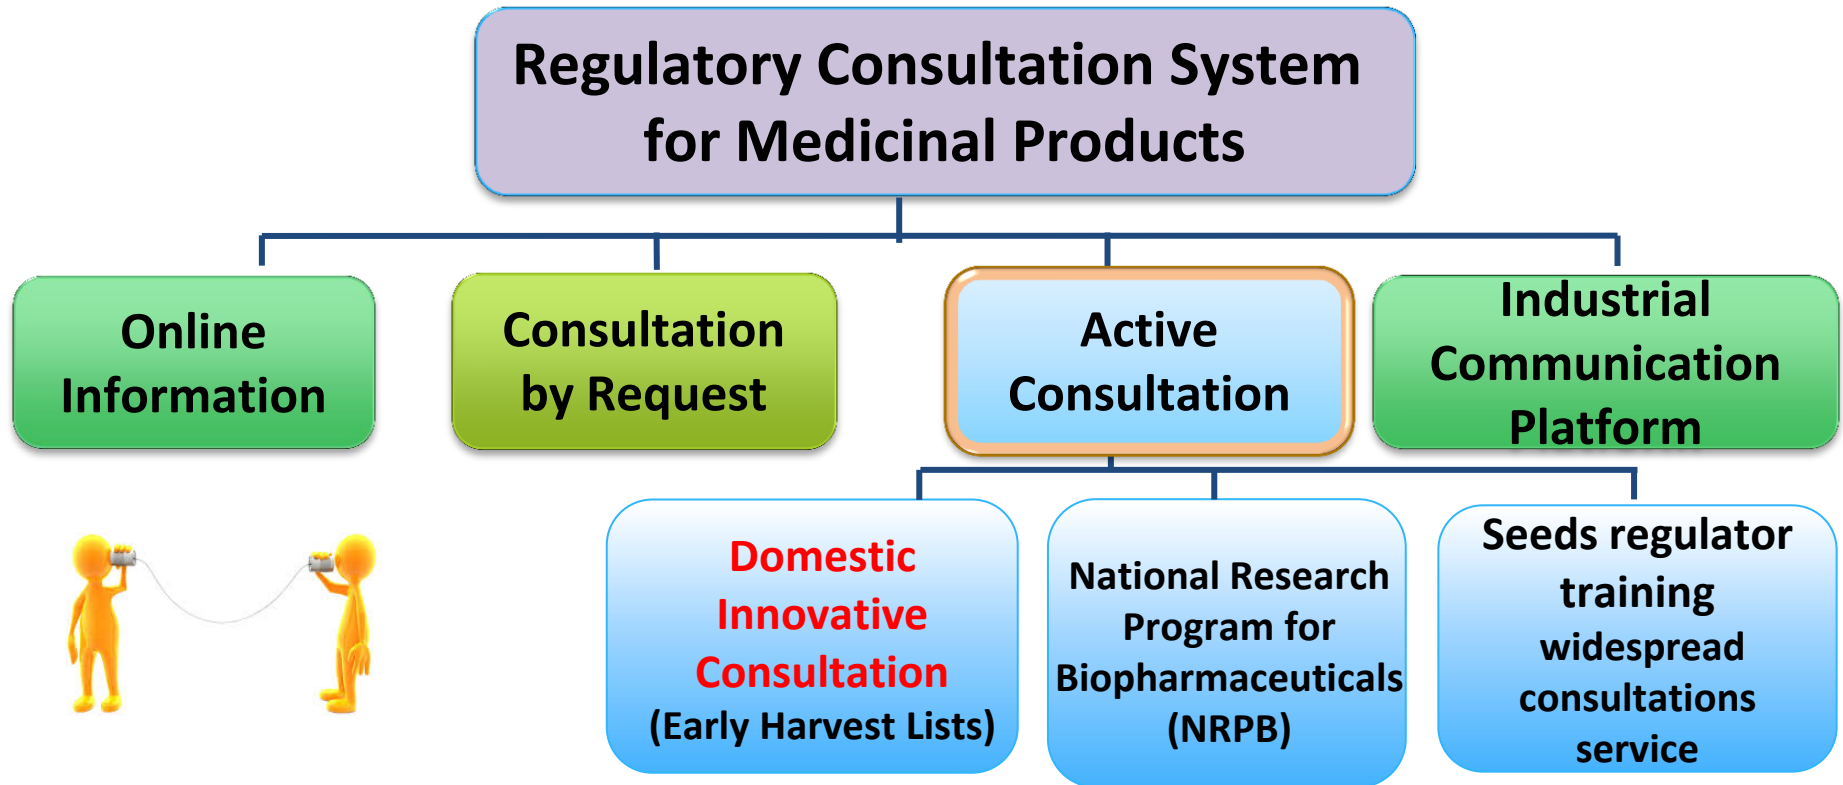 Regulatory Consultation System
for Medicinal Products
Online
Information
Consultation
by Request
Active
Consultation
Industrial
Communication
Platform
Domestic
Innovative
Consultation
(Early Harvest Lists)
National Research
Program for
Biopharmaceuticals
(NRPB)
Seeds regulator
training
widespread
consultations
service